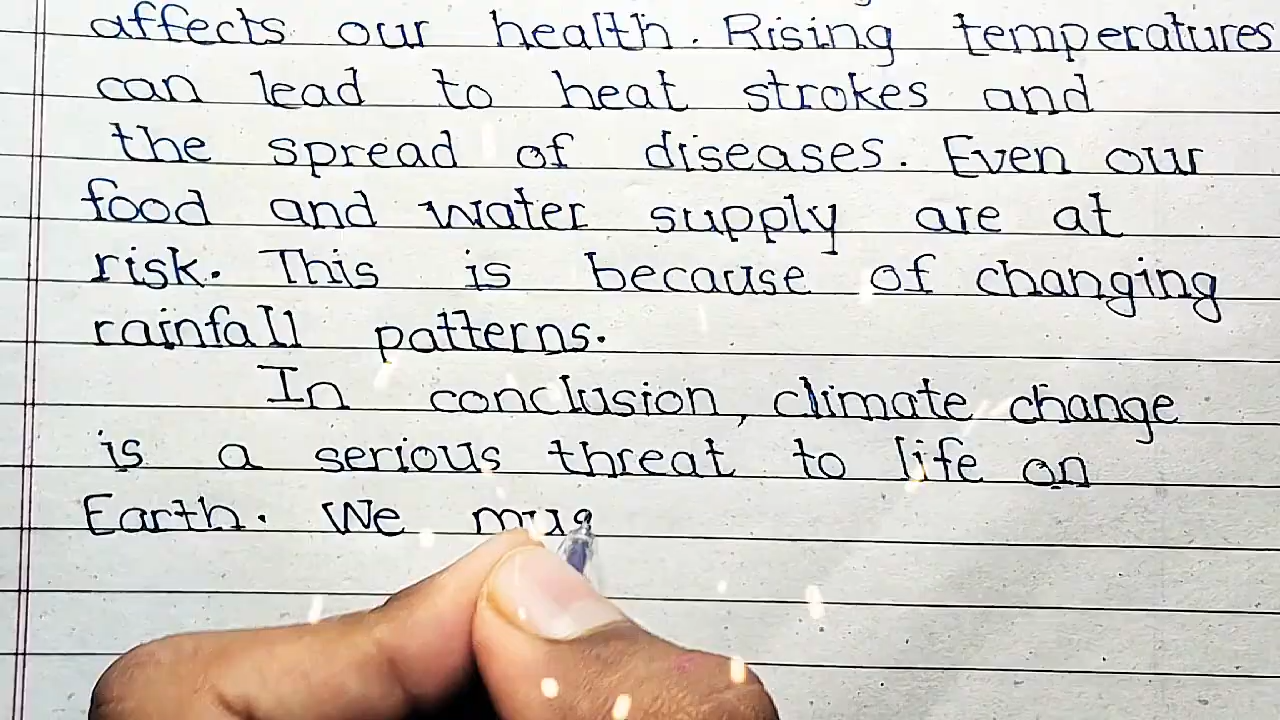 affects our health. Rising temperatures
can lead to heat strokes and
the spread of diseases. Even our
food and water supply are at
risk. This is because of changing
rainfall patterns.
In conclusion, climate change
is a serious threat to life on
Earth. We mus